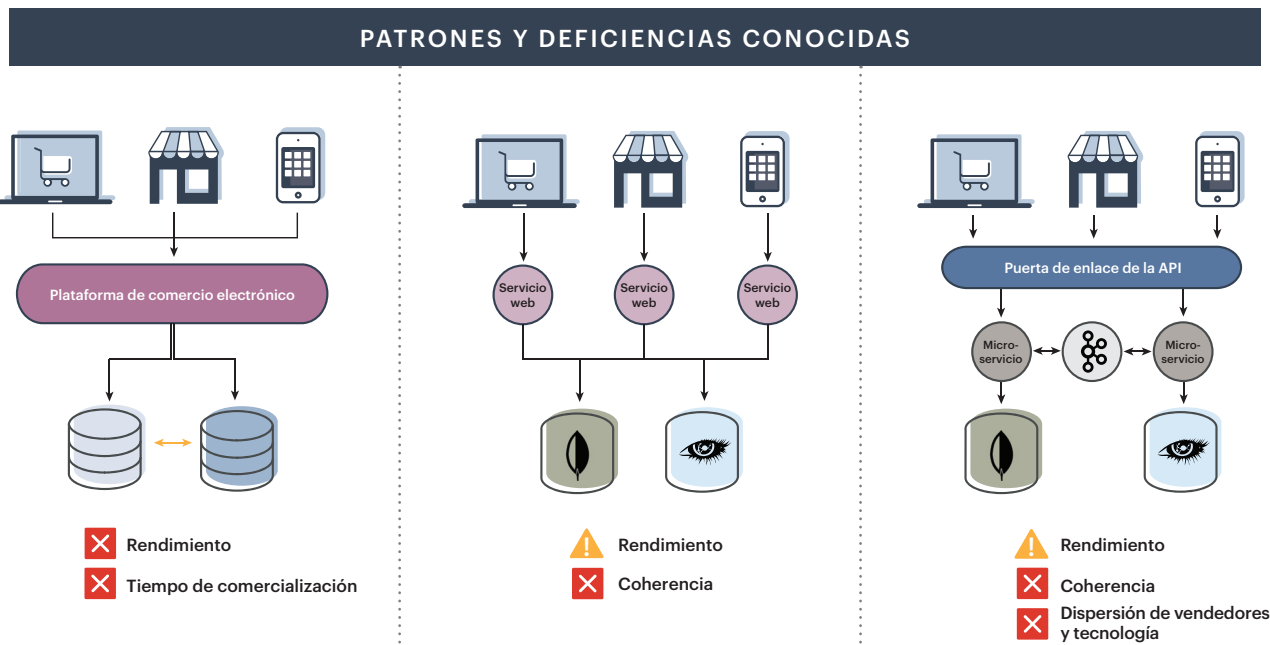 PATRONES Y DEFICIENCIAS CONOCIDAS
Plataforma de comercio electrónico
Rendimiento
Tiempo de comercialización
Servicio
web
Servicio
web
Servicio
web
Rendimiento
Coherencia
Puerta de enlace de la API
Micro-
servicio
Micro-
servicio
Rendimiento
Coherencia
Dispersión de vendedores
y tecnología